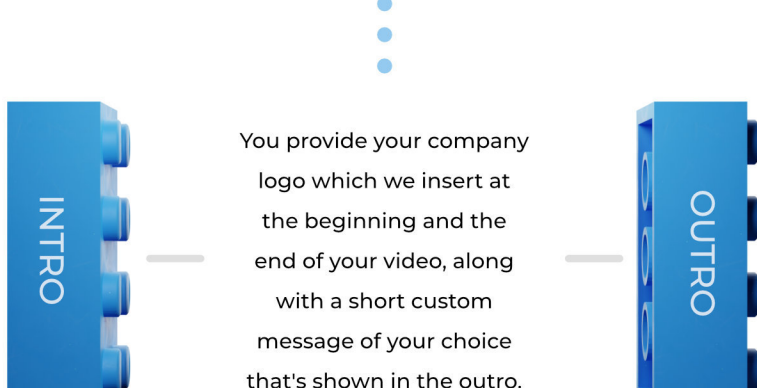 You provide your company
logo which we insert at
the beginning and the
end of your video, along
with a short custom
message of your choice
that's shown in the outro.
INTRO
OUTRO